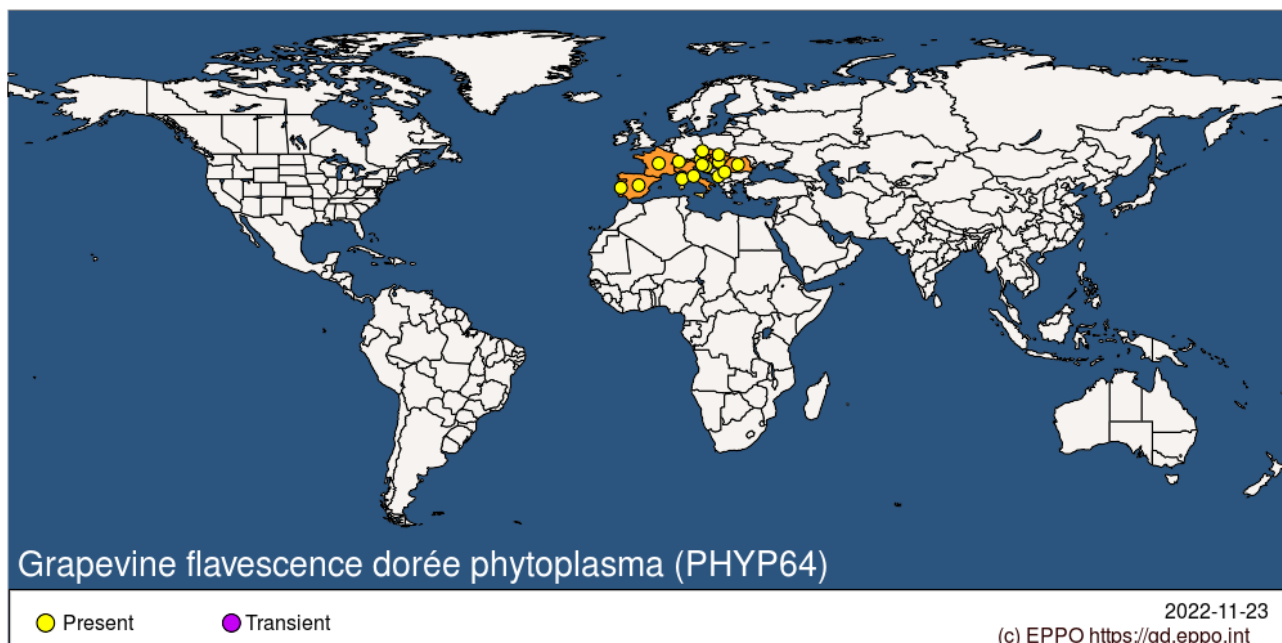 Grapevine flavescence dorée phytoplasma (PHYP64)
Present
Transient
2022-11-23
(c) EPPO https://gd.eppo.int